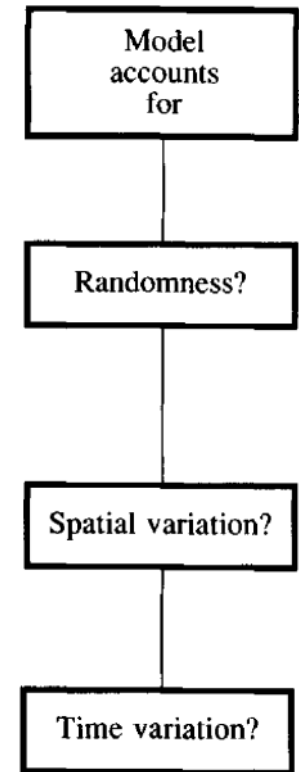 Model
accounts
for
Randomness?
Spatial variation?
Time variation?